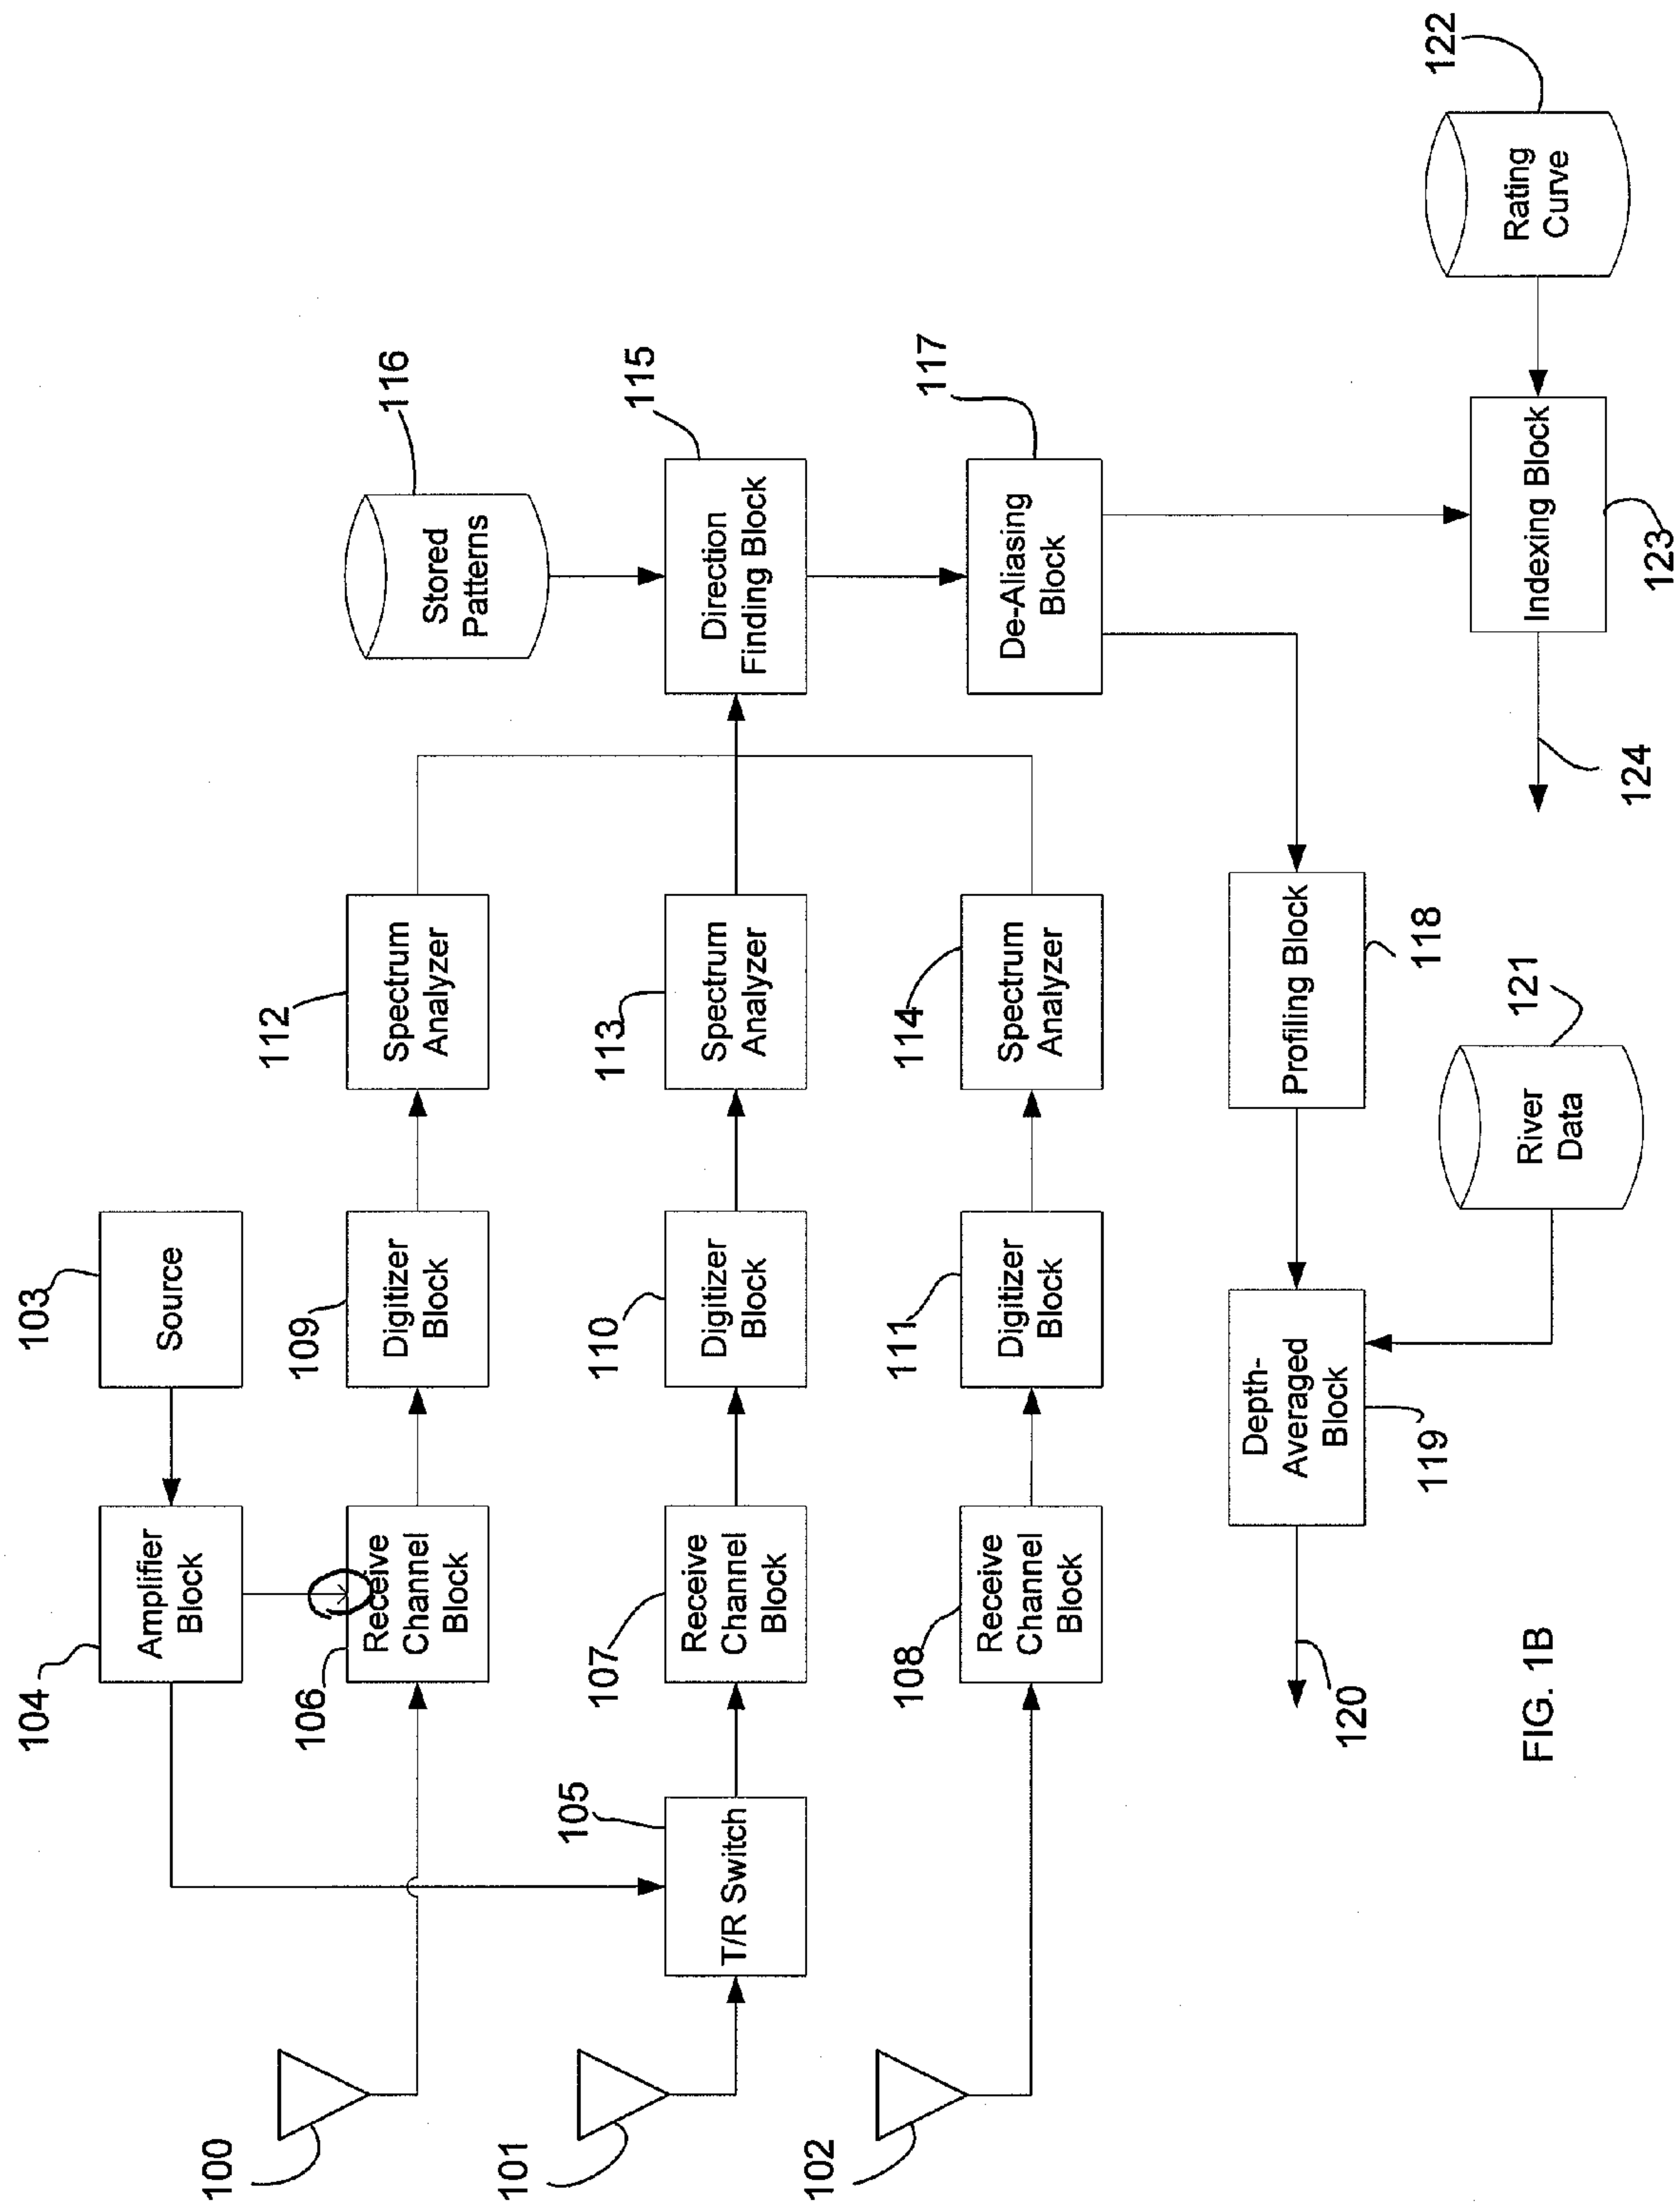 103
Source
104
Amplifier
Block
100
106
Receive
Channel
Block
109
Digitizer
Block
112
Spectrum
Analyzer
116
Stored
Patterns
101
105
T/R Switch
107
Receive
Channel
Block
110
Digitizer
Block
113
Spectrum
Analyzer
115
Direction
Finding Block
102
108
Receive
Channel
Block
111
Digitizer
Block
114
Spectrum
Analyzer
117
De-Aliasing
Block
120
Depth-
Averaged
Block
119
Profiling Block
118
River
Data
121
124
Indexing Block
123
Rating
Curve
122
FIG. 1B